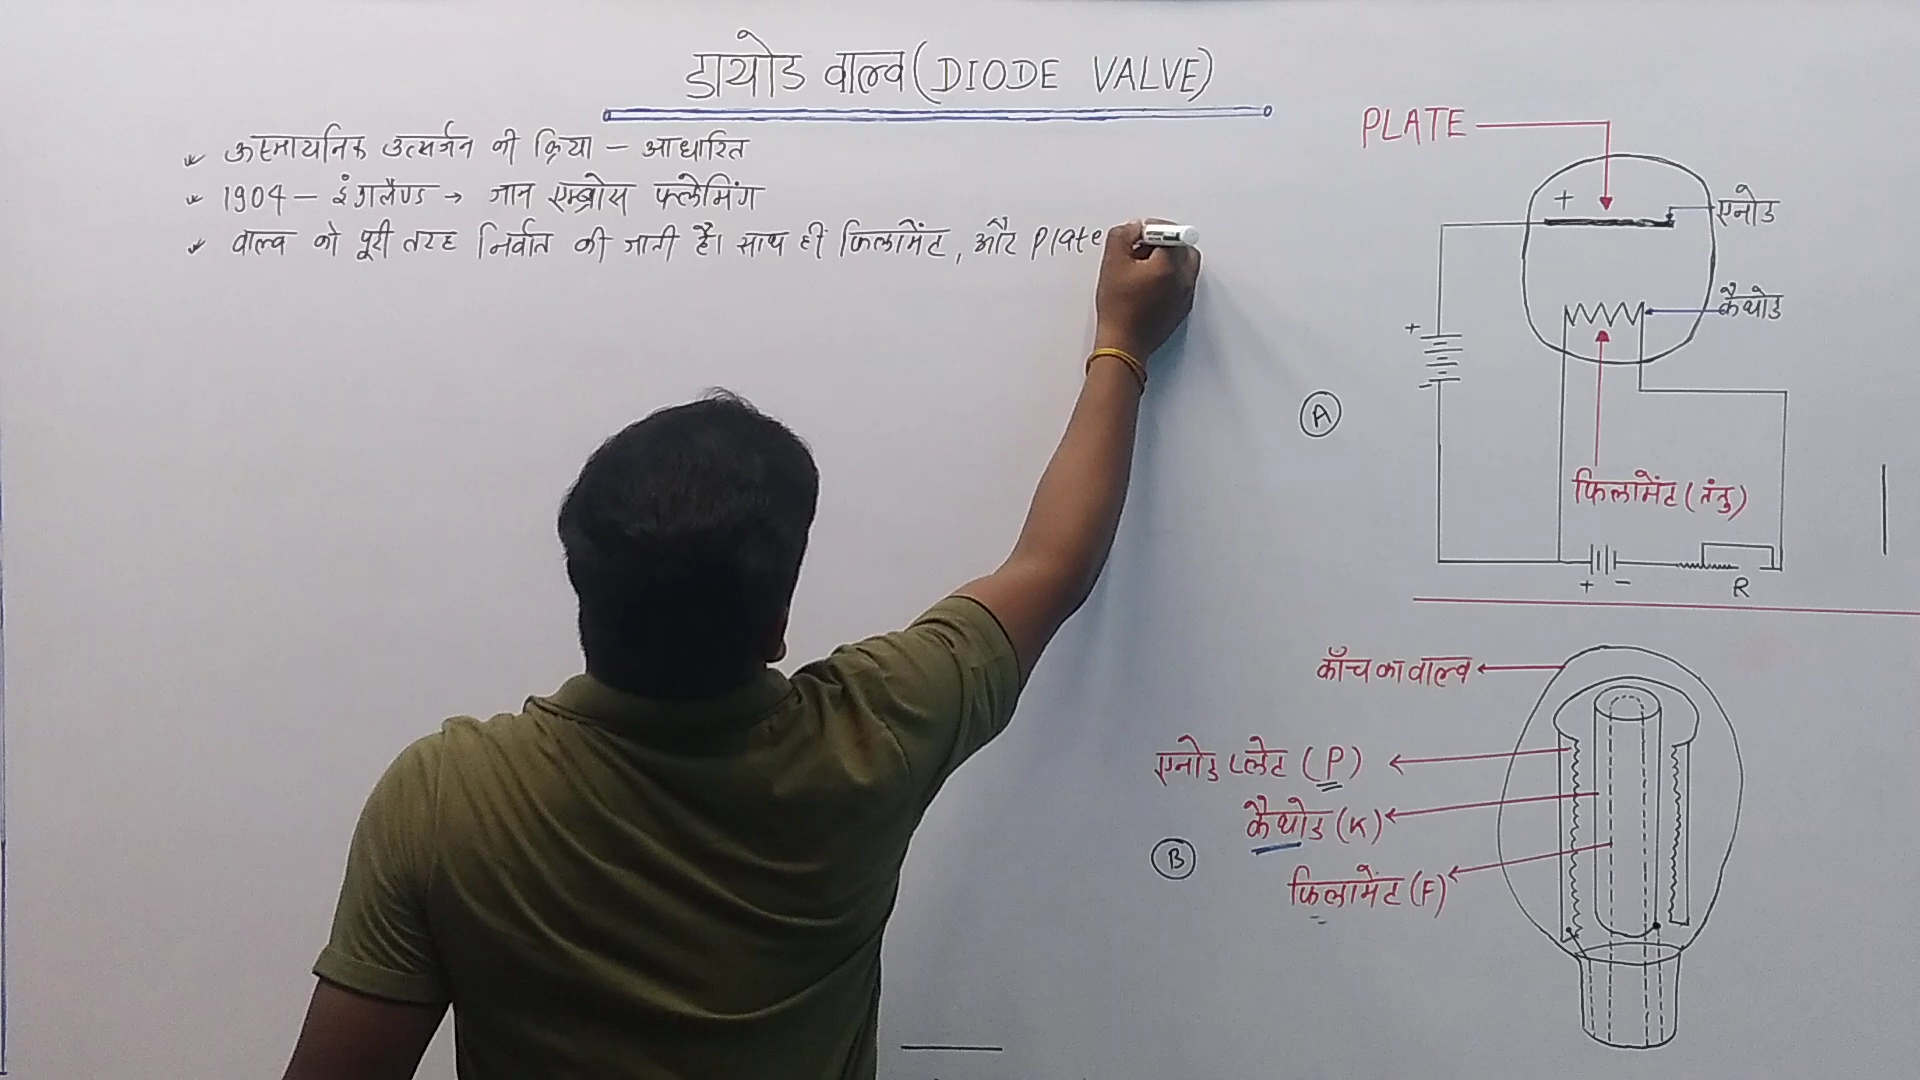 डायोड वाल्व (DIODE VALVE)
* ऊष्मायनिक उत्सर्जन की क्रिया – आधारित
* 1904 – इंग्लैण्ड → जान एम्ब्रोस फ्लेमिंग
* वाल्व को पूरी तरह निर्वात की जाती है। साथ ही फिलामेंट, और Plate
PLATE
+
एनोड
कैथोड
+
-
A
फिलामेंट (तंतु)
+ -
R
काँच का वाल्व
एनोड प्लेट (P)
कैथोड (K)
B
फिलामेंट (F)